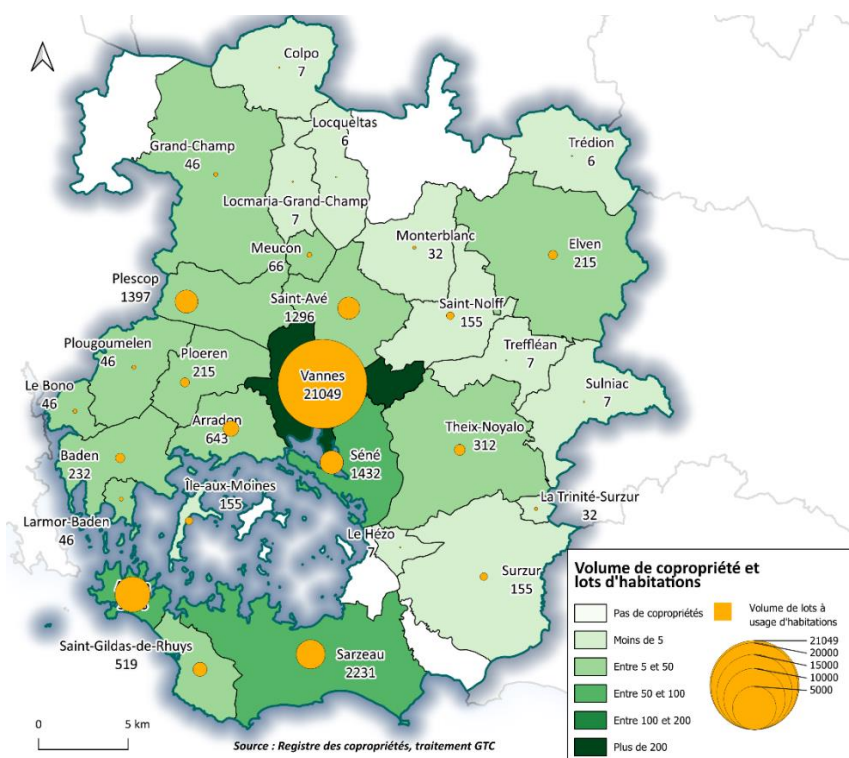 Colpo
7
Locqueltas
6
Trédion
6
Grand-Champ
46
Locmaria-Grand-Champ
7
Monterblanc
32
Elven
215
Meucon
66
Plescop
1397
Saint-Avé
1296
Saint-Nolff
155
Plougoumelen
46
Ploeren
215
Treffléan
7
Vannes
21049
Sulniac
7
Le Bono
46
Arradon
643
Theix-Noyalo
312
Baden
232
Séné
1432
Île-aux-Moines
155
La Trinité-Surzur
32
Larmor-Baden
46
Le Hézo
7
Surzur
155
Saint-Gildas-de-Rhuys
519
Sarzeau
2231
0
5 km
Source : Registre des copropriétés, traitement GTC
Volume de copropriété et
lots d'habitations
Pas de copropriétés
Moins de 5
Entre 5 et 50
Entre 50 et 100
Entre 100 et 200
Plus de 200
Volume de lots à
usage d'habitations
21049
20000
15000
10000
5000